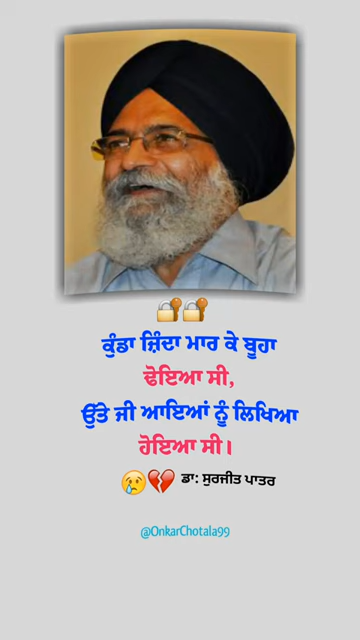 ਕੁੰਡਾ ਜ਼ਿੰਦਾ ਮਾਰ ਕੇ ਬੂਹਾ
ਢੋਇਆ ਸੀ,
ਉੱਤੇ ਜੀ ਆਇਆਂ ਨੂੰ ਲਿਖਿਆ
ਹੋਇਆ ਸੀ।
ਡਾ: ਸੁਰਜੀਤ ਪਾਤਰ
@OnkarChotala99